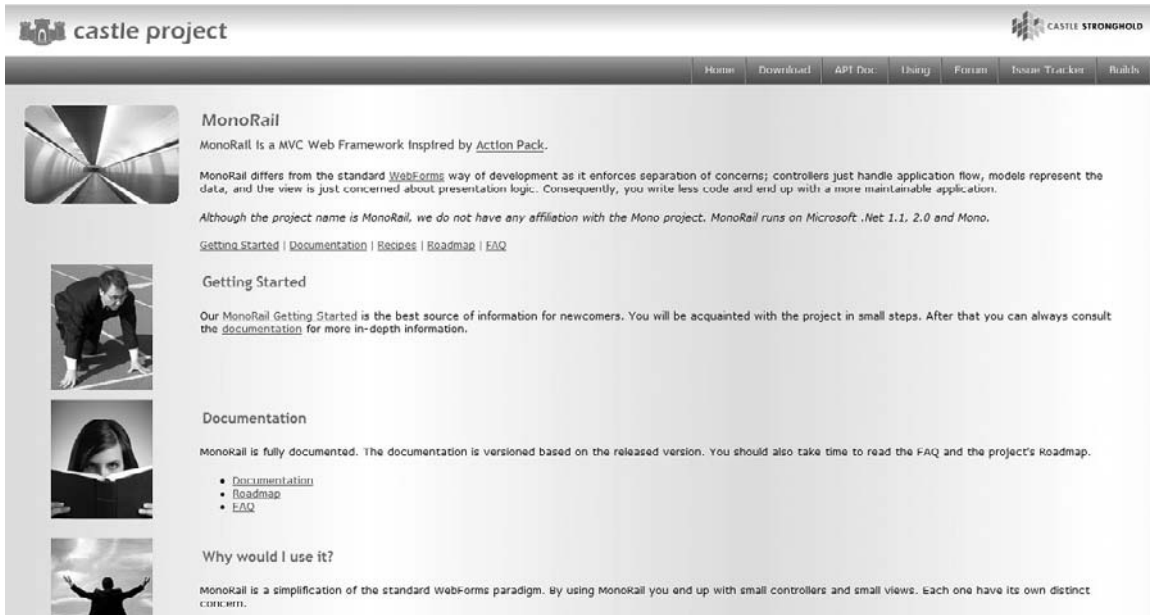 castle project
CASTLE STRONGHOLD
Home Download API Doc Using Forum Issue Tracker Builds
MonoRail
MonoRail is a MVC Web Framework inspired by Action Pack.
MonoRail differs from the standard WebForms way of development as it enforces separation of concerns; controllers just handle application flow, models represent the
data, and the view is just concerned about presentation logic. Consequently, you write less code and end up with a more maintainable application.
Although the project name is MonoRail, we do not have any affiliation with the Mono project. MonoRail runs on Microsoft .Net 1.1, 2.0 and Mono.
Getting Started | Documentation | Recipes | Roadmap | FAQ
Getting Started
Our MonoRail Getting Started is the best source of information for newcomers. You will be acquainted with the project in small steps. After that you can always consult
the documentation for more in-depth information.
Documentation
MonoRail is fully documented. The documentation is versioned based on the released version. You should also take time to read the FAQ and the project's Roadmap.
• Documentation
• Roadmap
• FAQ
Why would I use it?
MonoRail is a simplification of the standard WebForms paradigm. By using MonoRail you end up with small controllers and small views. Each one have its own distinct
concern.